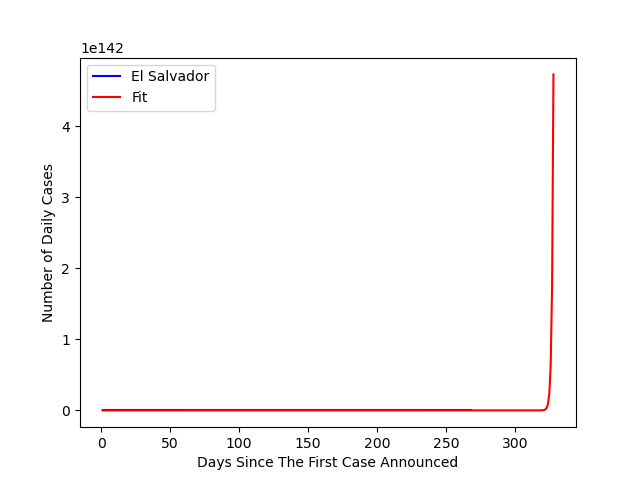 1e142
El Salvador
Fit
Number of Daily Cases
4
3
2
1
0
0 50 100 150 200 250 300
Days Since The First Case Announced